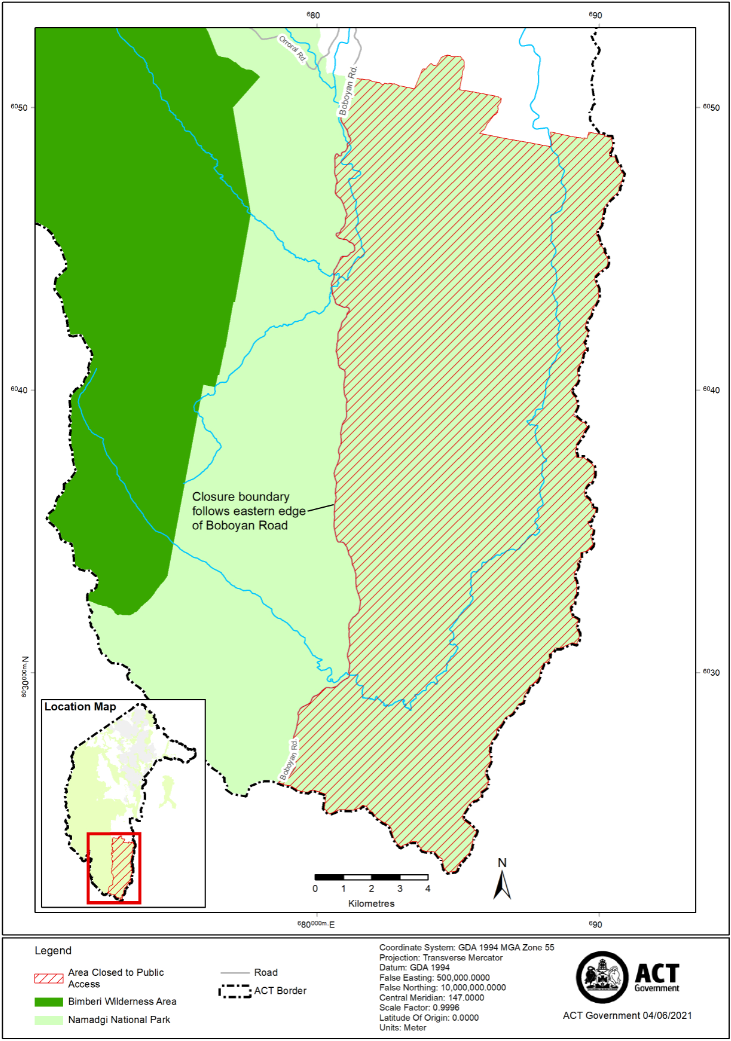 ⁶80
⁶90
Orroral Rd.
Boboyan Rd.
⁶⁰50
⁶⁰50
⁶⁰40
⁶⁰40
Closure boundary
follows eastern edge
of Boboyan Road
⁶⁰30⁰⁰⁰ᵐ·N
⁶⁰30
Location Map
Boboyan Rd.
N
0 1 2 3 4
Kilometres
⁶80⁰⁰⁰ᵐ·E
⁶90
Legend
Area Closed to Public
Access
Bimberi Wilderness Area
Namadgi National Park
Road
ACT Border
Coordinate System: GDA 1994 MGA Zone 55
Projection: Transverse Mercator
Datum: GDA 1994
False Easting: 500,000.0000
False Northing: 10,000,000.0000
Central Meridian: 147.0000
Scale Factor: 0.9996
Latitude Of Origin: 0.0000
Units: Meter
ACT
Government
ACT Government 04/06/2021